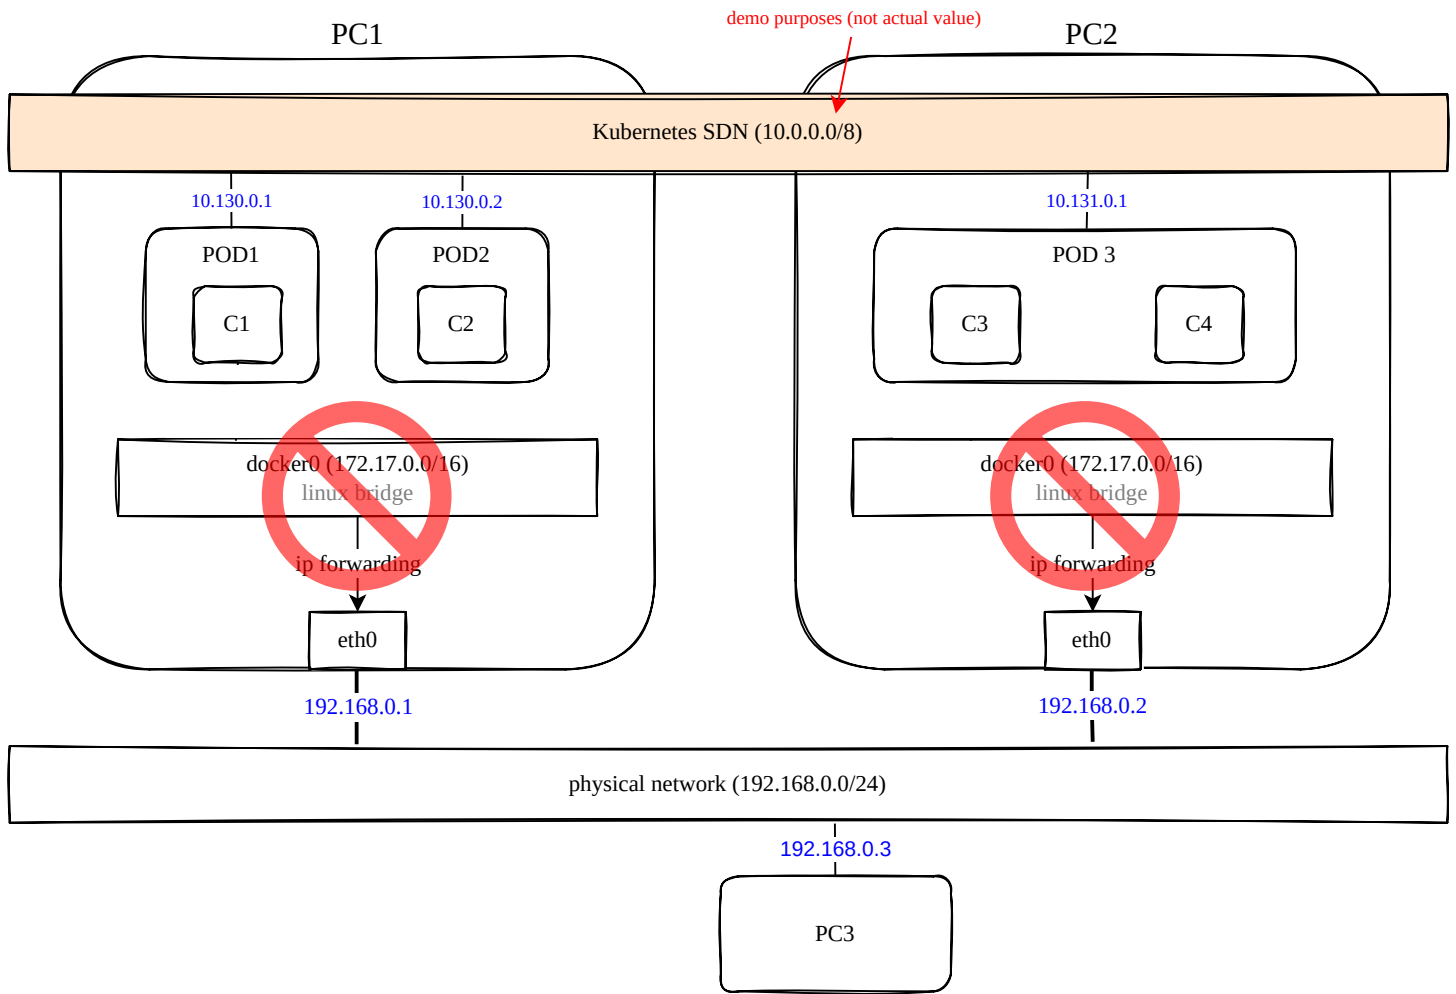 demo purposes (not actual value)
PC1
PC2
Kubernetes SDN (10.0.0.0/8)
10.130.0.1
10.130.0.2
10.131.0.1
POD1
POD2
POD 3
C1
C2
C3
C4
docker0 (172.17.0.0/16)
linux bridge
docker0 (172.17.0.0/16)
linux bridge
ip forwarding
ip forwarding
eth0
eth0
192.168.0.1
192.168.0.2
physical network (192.168.0.0/24)
192.168.0.3
PC3